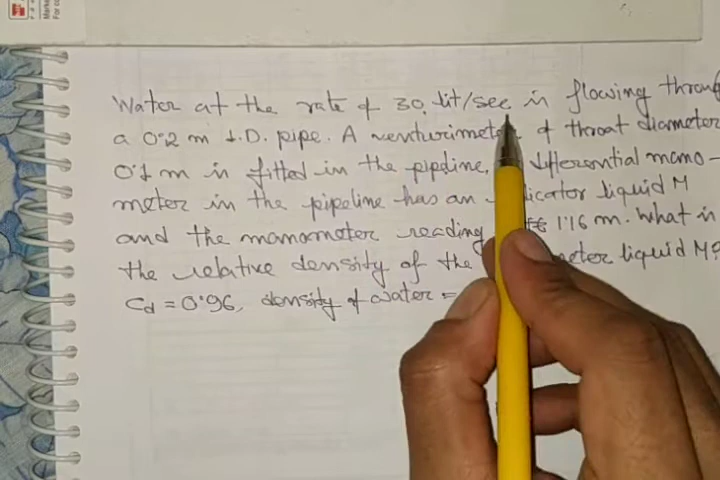 Water at the rate of 30 lit/sec is flowing throug
a 0.2 m I.D. pipe. A venturimeter of throat diameter
0.1 m is fitted in the pipeline. differential mano-
meter in the pipeline has an indicator liquid M
and the manometer reading 1.16 m. What is
the relative density of the meter liquid M?
Cd = 0.96, density of water =